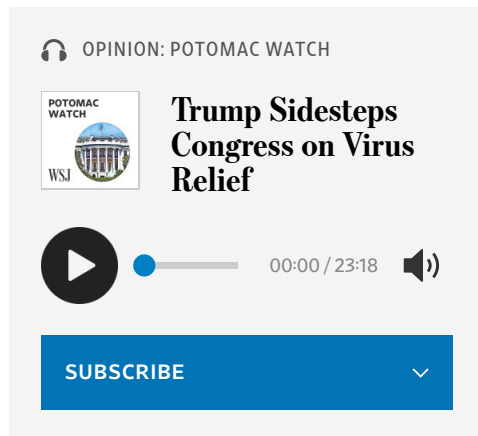 OPINION: POTOMAC WATCH
POTOMAC
WATCH
WSJ
Trump Sidesteps
Congress on Virus
Relief
00:00 / 23:18
SUBSCRIBE